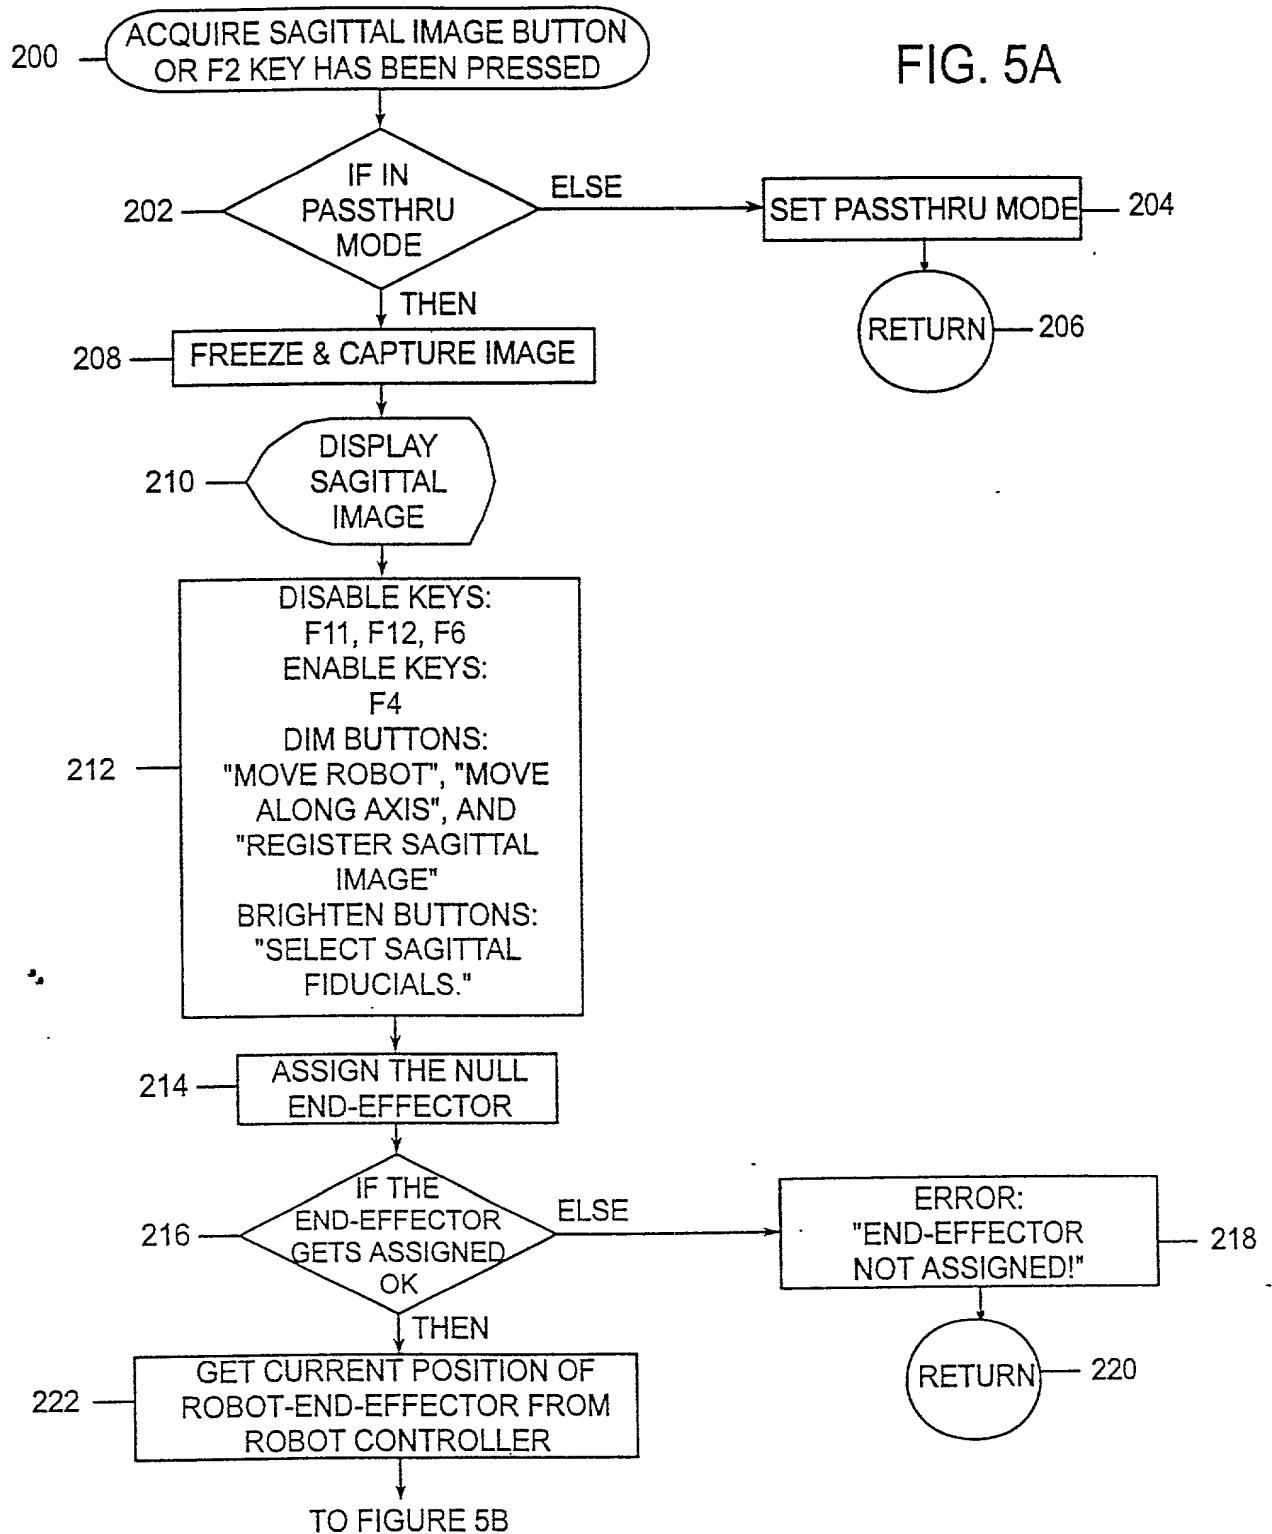 FIG. 5A
200
ACQUIRE SAGITTAL IMAGE BUTTON
OR F2 KEY HAS BEEN PRESSED
202
IF IN
PASSTHRU
MODE
ELSE
SET PASSTHRU MODE
204
RETURN
206
THEN
208
FREEZE & CAPTURE IMAGE
210
DISPLAY
SAGITTAL
IMAGE
212
DISABLE KEYS:
F11, F12, F6
ENABLE KEYS:
F4
DIM BUTTONS:
"MOVE ROBOT", "MOVE
ALONG AXIS", AND
"REGISTER SAGITTAL
IMAGE"
BRIGHTEN BUTTONS:
"SELECT SAGITTAL
FIDUCIALS."
214
ASSIGN THE NULL
END-EFFECTOR
216
IF THE
END-EFFECTOR
GETS ASSIGNED
OK
ELSE
ERROR:
"END-EFFECTOR
NOT ASSIGNED!"
218
RETURN
220
THEN
222
GET CURRENT POSITION OF
ROBOT-END-EFFECTOR FROM
ROBOT CONTROLLER
TO FIGURE 5B